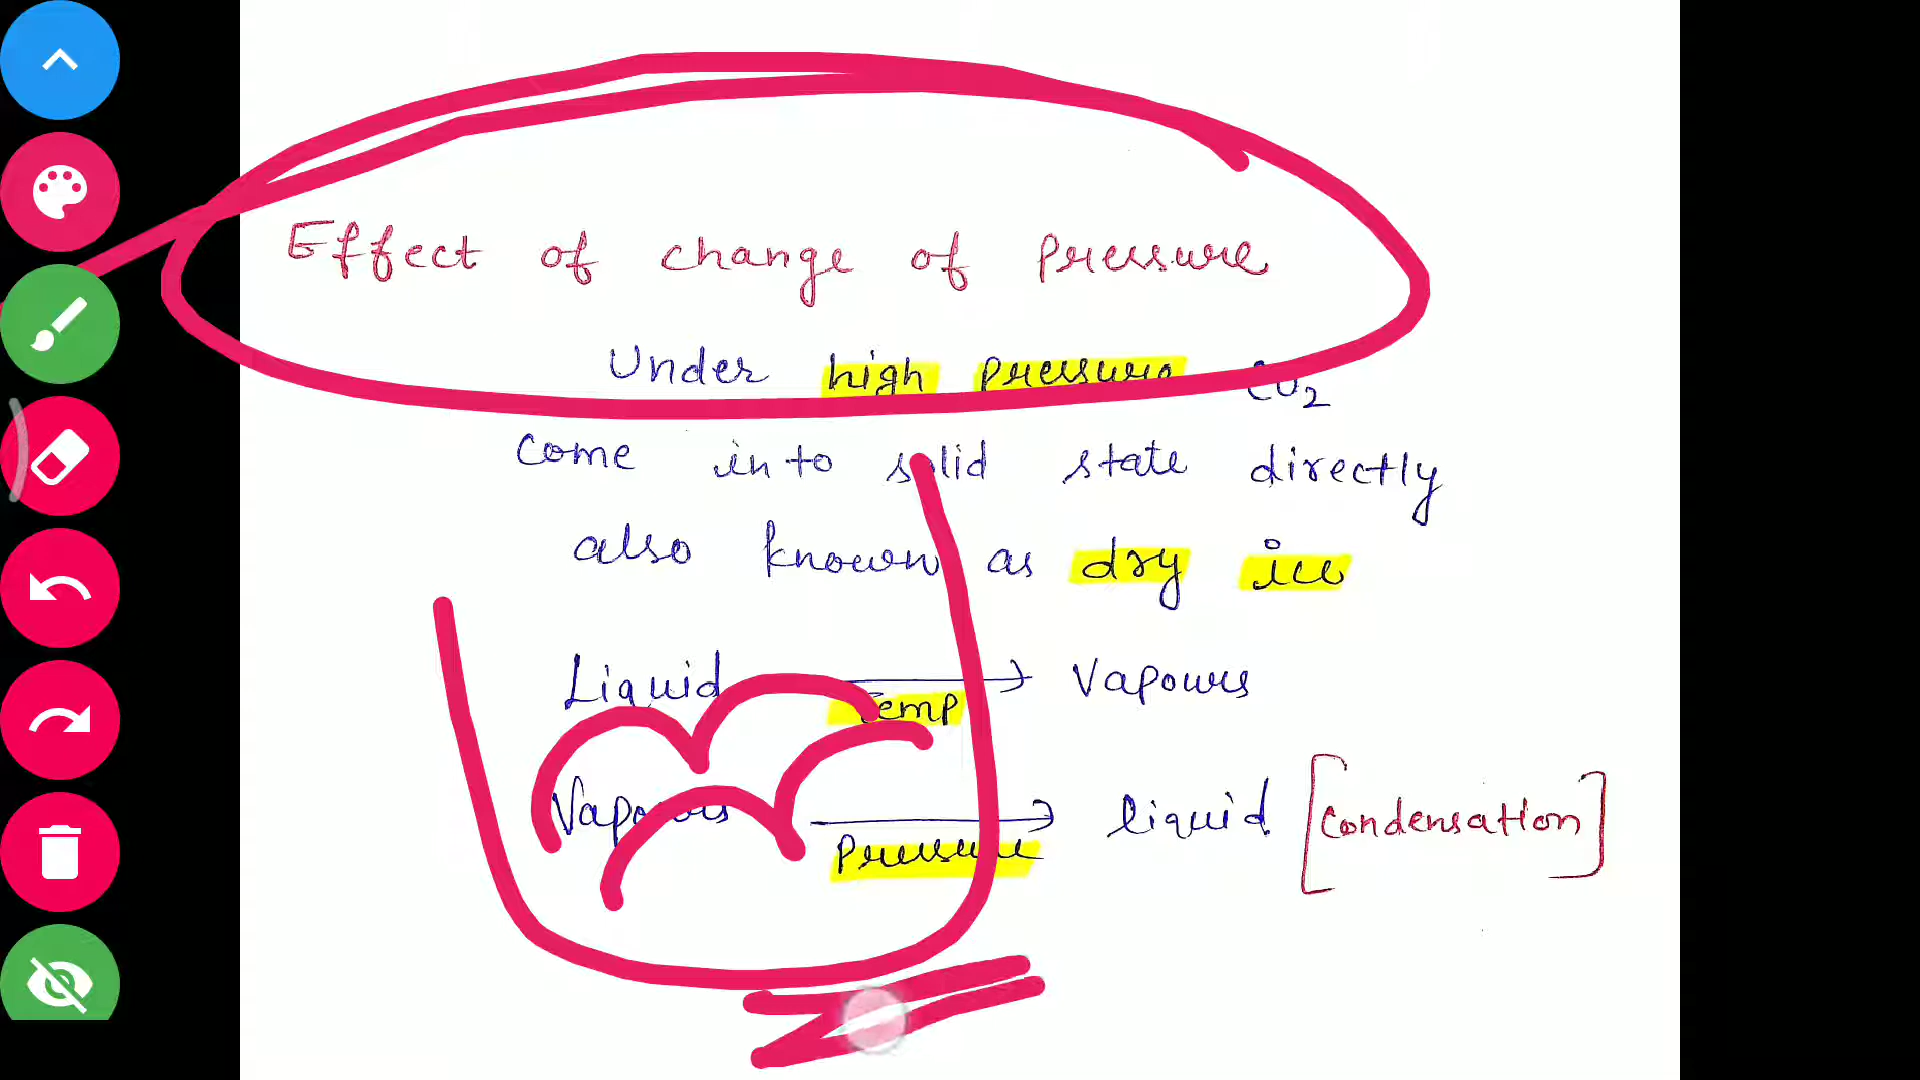 Effect of change of Pressure
Under high pressure CO2
come into solid state directly
also known as dry ice
Liquid → Vapours
Temp
Vapours → liquid [Condensation]
Pressure